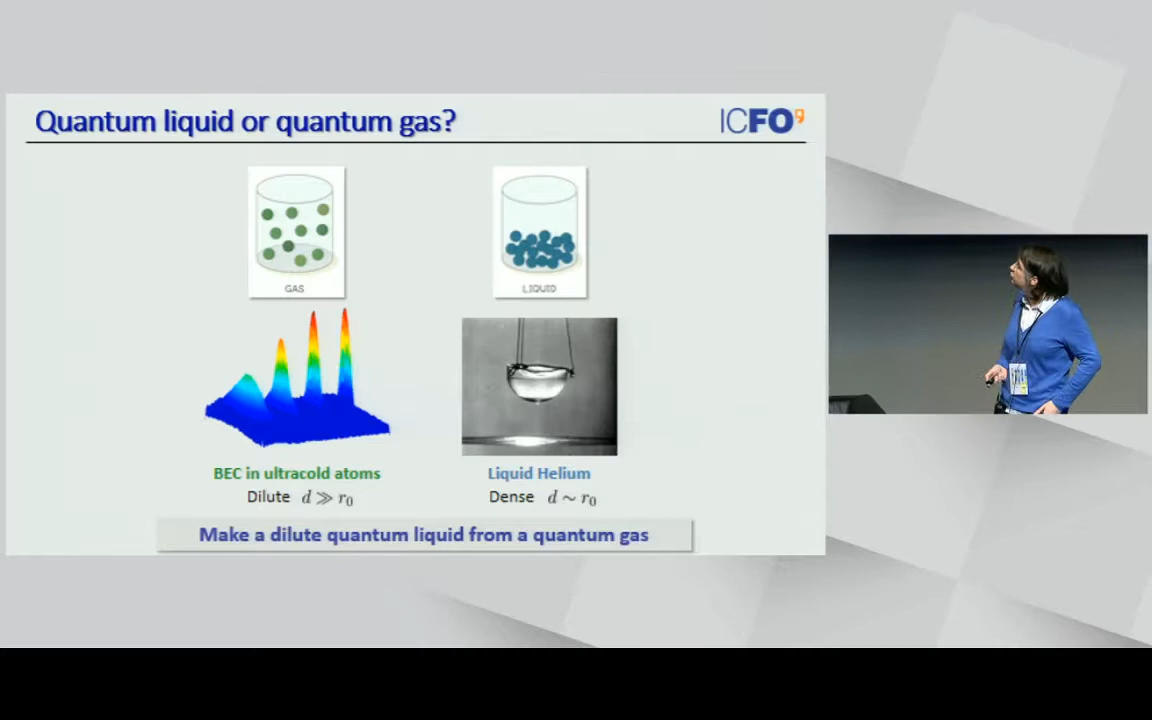 Quantum liquid or quantum gas?
ICFO
GAS
LIQUID
BEC in ultracold atoms
Liquid Helium
Dilute d ≫ r₀
Dense d ∼ r₀
Make a dilute quantum liquid from a quantum gas